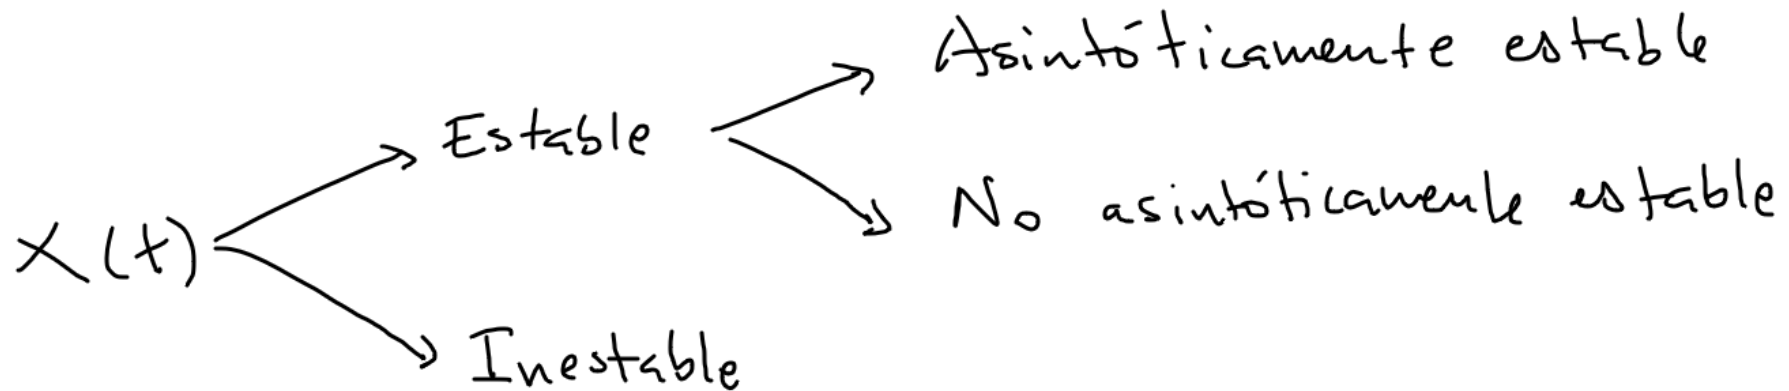 Asintóticamente estable
Estable
No asintóticamente estable
X(t)
Inestable